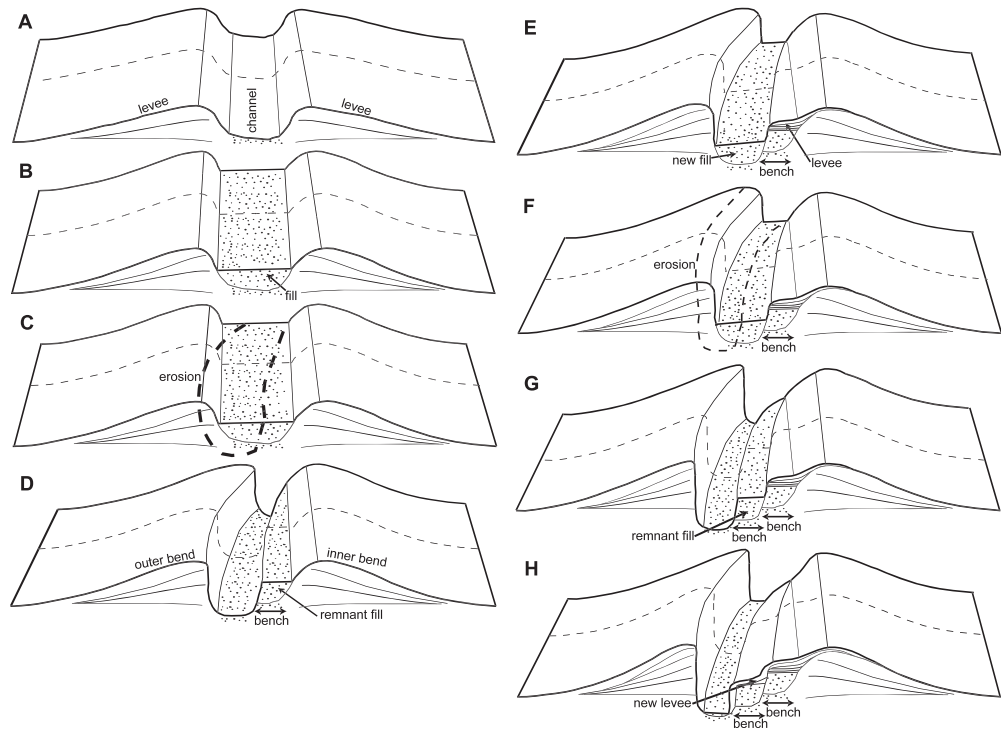 A
levee
channel
levee
B
fill
C
erosion
D
outer bend
inner bend
remnant fill
bench
E
new fill
levee
bench
F
erosion
bench
G
remnant fill
bench
bench
H
new levee
bench
bench